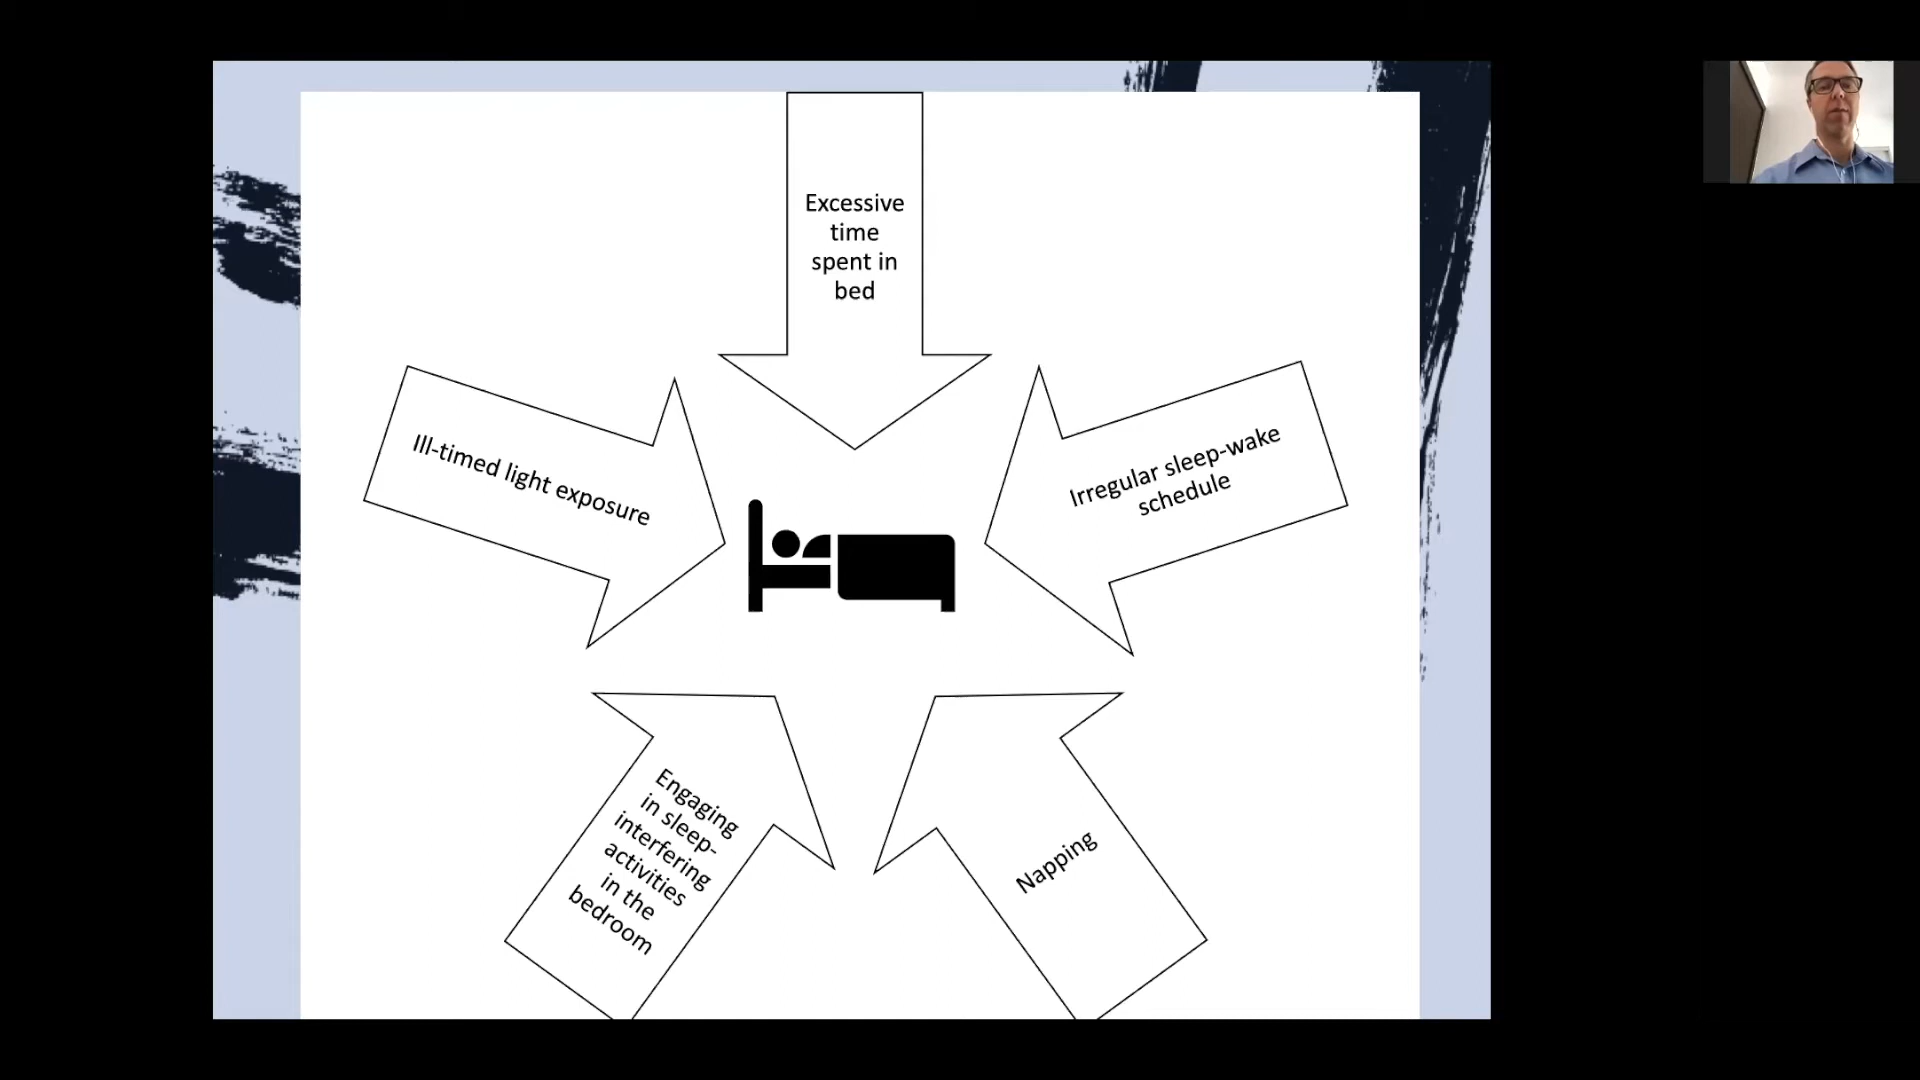 Excessive
time
spent in
bed
Ill-timed light exposure
Irregular sleep-wake
schedule
Engaging
in sleep-
interfering
activities
in the
bedroom
Napping